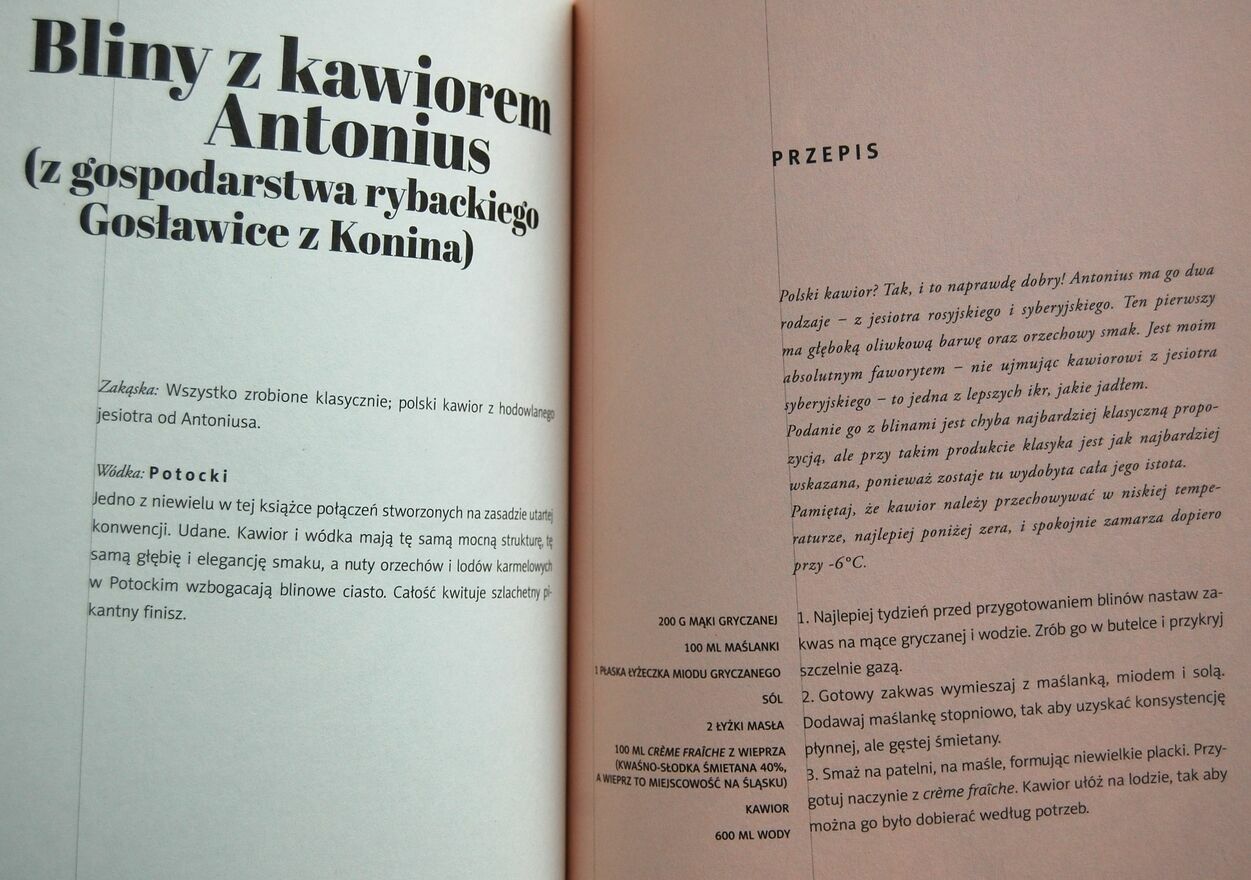 Bliny z kawiorem
Antonius
(z gospodarstwa rybackiego
Gosławice z Konina)
Zakąska: Wszystko zrobione klasycznie; polski kawior z hodowlanego
jesiotra od Antoniusa.
Wódka: Potocki
Jedno z niewielu w tej książce połączeń stworzonych na zasadzie utartej
konwencji. Udane. Kawior i wódka mają tę samą mocną strukturę, tę
samą głębię i elegancję smaku, a nuty orzechów i lodów karmelowych
w Potockim wzbogacają blinowe ciasto. Całość kwituje szlachetny pi-
kantny finisz.
PRZEPIS
Polski kawior? Tak, i to naprawdę dobry! Antonius ma go dwa
rodzaje – z jesiotra rosyjskiego i syberyjskiego. Ten pierwszy
ma głęboką oliwkową barwę oraz orzechowy smak. Jest moim
absolutnym faworytem – nie ujmując kawiorowi z jesiotra
syberyjskiego – to jedna z lepszych ikr, jakie jadłem.
Podanie go z blinami jest chyba najbardziej klasyczną propo-
zycją, ale przy takim produkcie klasyka jest jak najbardziej
wskazana, ponieważ zostaje tu wydobyta cała jego istota.
Pamiętaj, że kawior należy przechowywać w niskiej tempe-
raturze, najlepiej poniżej zera, i spokojnie zamarza dopiero
przy -6°C.
200 G MĄKI GRYCZANEJ
100 ML MAŚLANKI
1 PŁASKA ŁYŻECZKA MIODU GRYCZANEGO
SÓL
2 ŁYŻKI MASŁA
100 ML CRÈME FRAÎCHE Z WIEPRZA
(KWAŚNO-SŁODKA ŚMIETANA 40%,
A WIEPRZ TO MIEJSCOWOŚĆ NA ŚLĄSKU)
KAWIOR
600 ML WODY
1. Najlepiej tydzień przed przygotowaniem blinów nastaw za-
kwas na mące gryczanej i wodzie. Zrób go w butelce i przykryj
szczelnie gazą.
2. Gotowy zakwas wymieszaj z maślanką, miodem i solą.
Dodawaj maślankę stopniowo, tak aby uzyskać konsystencję
płynnej, ale gęstej śmietany.
3. Smaż na patelni, na maśle, formując niewielkie placki. Przy-
gotuj naczynie z crème fraîche. Kawior ułóż na lodzie, tak aby
można go było dobierać według potrzeb.